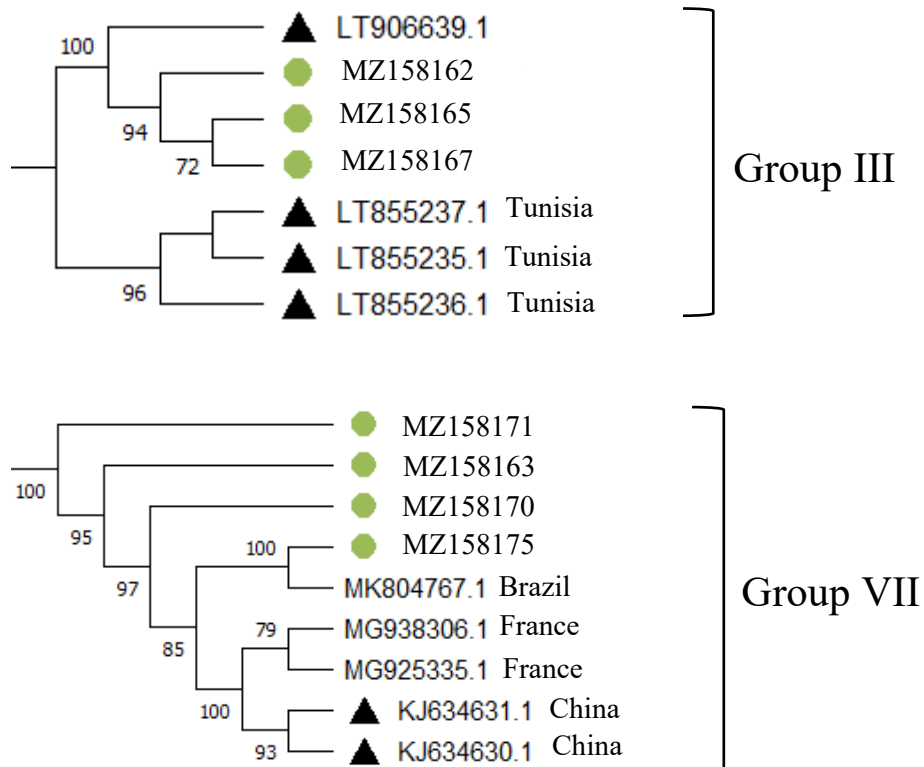 100
LT906639.1
MZ158162
94
MZ158165
72
MZ158167
Group III
LT855237.1 Tunisia
LT855235.1 Tunisia
96
LT855236.1 Tunisia
MZ158171
100
MZ158163
95
MZ158170
97
100
MZ158175
MK804767.1 Brazil
Group VII
85
79
MG938306.1 France
MG925335.1 France
100
KJ634631.1 China
93
KJ634630.1 China